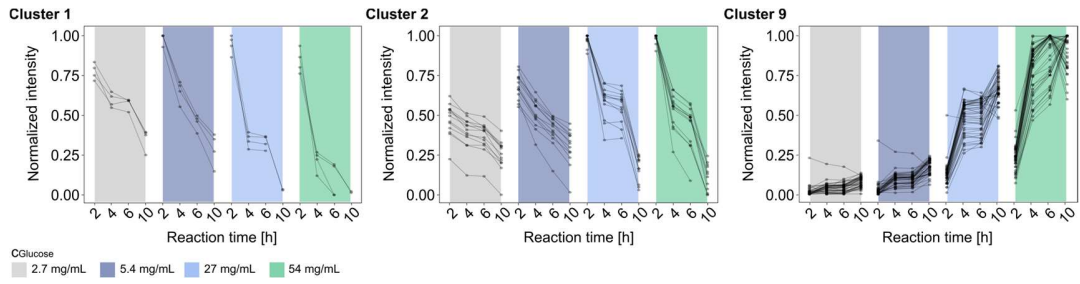 Cluster 1
Normalized intensity
1.00
0.75
0.50
0.25
0.00
2 4 6 10 2 4 6 10 2 4 6 10 2 4 6 10
Reaction time [h]
Cluster 2
Normalized intensity
1.00
0.75
0.50
0.25
0.00
2 4 6 10 2 4 6 10 2 4 6 10 2 4 6 10
Reaction time [h]
Cluster 9
Normalized intensity
1.00
0.75
0.50
0.25
0.00
2 4 6 10 2 4 6 10 2 4 6 10 2 4 6 10
Reaction time [h]
cGlucose
2.7 mg/mL 5.4 mg/mL 27 mg/mL 54 mg/mL